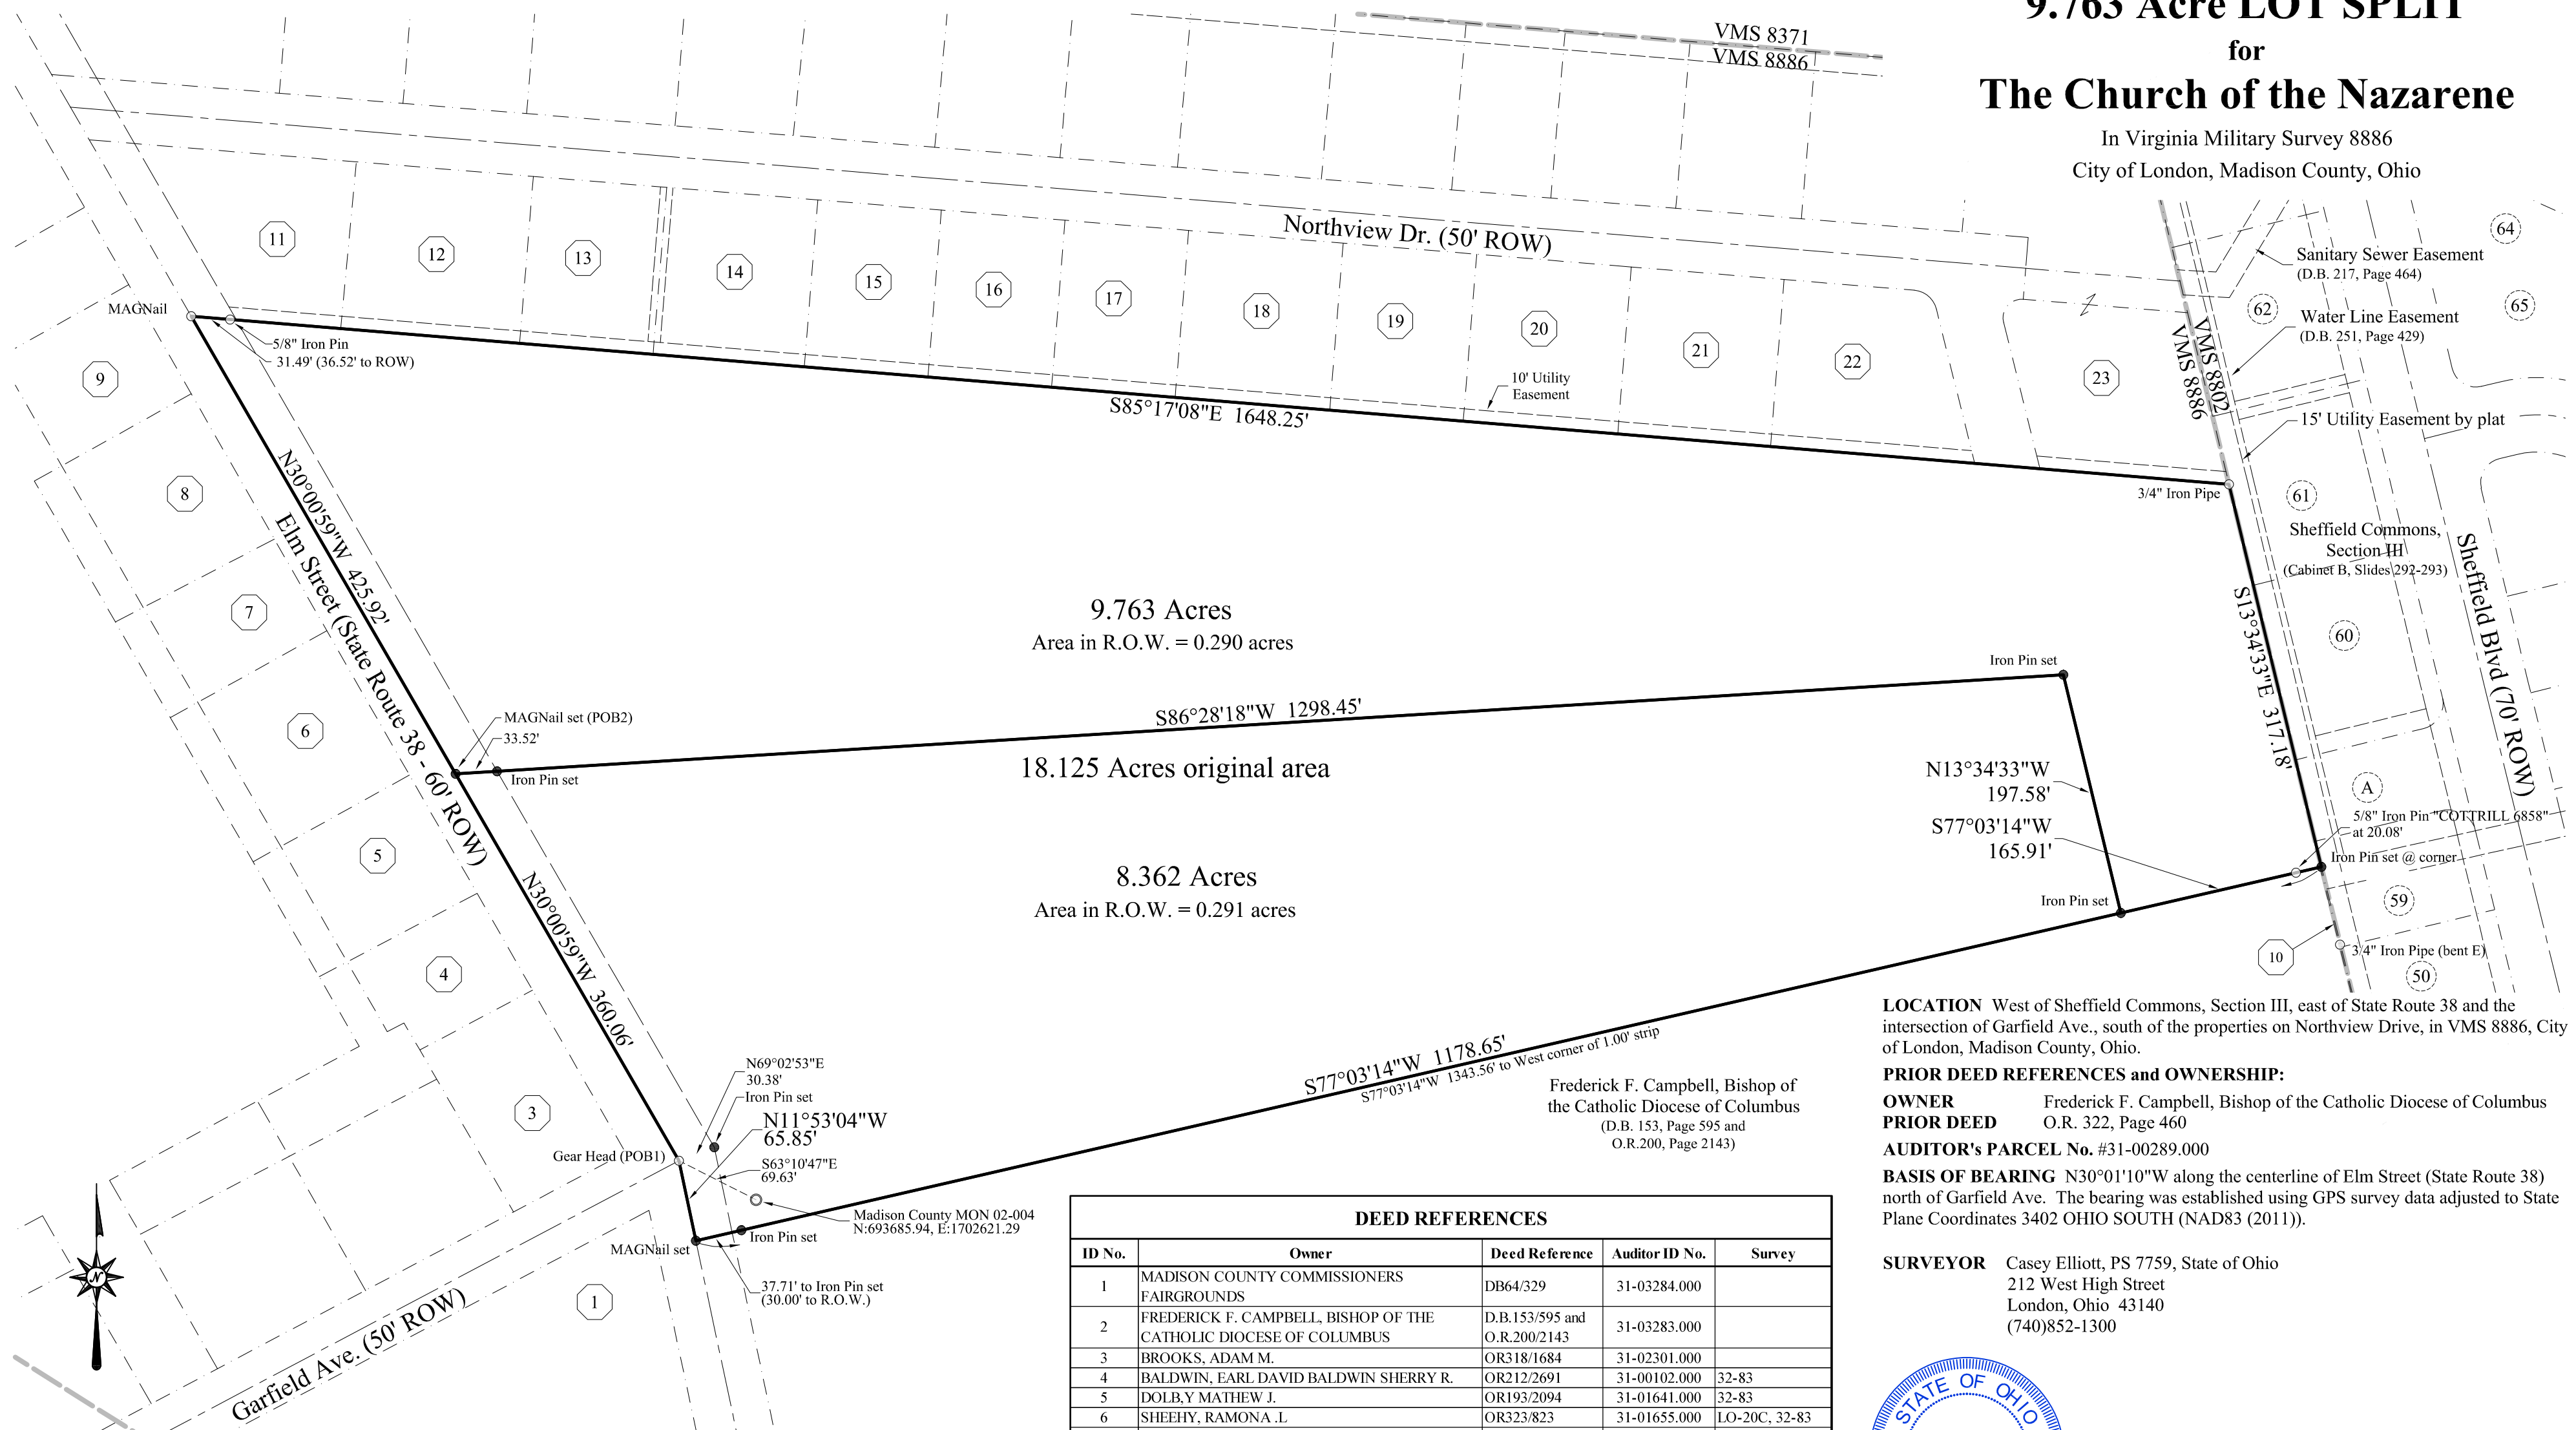 9.763 Acre LOT SPLIT
for
The Church of the Nazarene
In Virginia Military Survey 8886
City of London, Madison County, Ohio
VMS 8371
VMS 8886
Northview Dr. (50' ROW)
11
12
13
14
15
16
17
18
19
20
21
22
23
64
65
62
61
60
A
59
50
10
Sanitary Sewer Easement
(D.B. 217, Page 464)
Water Line Easement
(D.B. 251, Page 429)
15' Utility Easement by plat
VMS 8802
VMS 8886
MAGNail
5/8" Iron Pin
31.49' (36.52' to ROW)
10' Utility
Easement
S85°17'08"E 1648.25'
3/4" Iron Pipe
Sheffield Commons,
Section III
(Cabinet B, Slides 292-293)
Sheffield Blvd (70' ROW)
S13°34'33"E 317.18'
9
8
7
6
5
4
3
1
N30°00'59"W 425.92'
Elm Street (State Route 38 - 60' ROW)
9.763 Acres
Area in R.O.W. = 0.290 acres
Iron Pin set
S86°28'18"W 1298.45'
MAGNail set (POB2)
33.52'
Iron Pin set
18.125 Acres original area
N13°34'33"W
197.58'
S77°03'14"W
165.91'
5/8" Iron Pin "COTTRILL 6858"
at 20.08'
Iron Pin set @ corner
Iron Pin set
3/4" Iron Pipe (bent E)
8.362 Acres
Area in R.O.W. = 0.291 acres
N30°00'59"W 360.06'
N69°02'53"E
30.38'
Iron Pin set
N11°53'04"W
65.85'
Gear Head (POB1)
S63°10'47"E
69.63'
Madison County MON 02-004
N:693685.94, E:1702621.29
Iron Pin set
MAGNail set
37.71' to Iron Pin set
(30.00' to R.O.W.)
S77°03'14"W 1178.65'
S77°03'14"W 1343.56' to West corner of 1.00' strip
Frederick F. Campbell, Bishop of
the Catholic Diocese of Columbus
(D.B. 153, Page 595 and
O.R.200, Page 2143)
Garfield Ave. (50' ROW)
N
LOCATION West of Sheffield Commons, Section III, east of State Route 38 and the
intersection of Garfield Ave., south of the properties on Northview Drive, in VMS 8886, City
of London, Madison County, Ohio.
PRIOR DEED REFERENCES and OWNERSHIP:
OWNER Frederick F. Campbell, Bishop of the Catholic Diocese of Columbus
PRIOR DEED O.R. 322, Page 460
AUDITOR's PARCEL No. #31-00289.000
BASIS OF BEARING N30°01'10"W along the centerline of Elm Street (State Route 38)
north of Garfield Ave. The bearing was established using GPS survey data adjusted to State
Plane Coordinates 3402 OHIO SOUTH (NAD83 (2011)).
SURVEYOR Casey Elliott, PS 7759, State of Ohio
212 West High Street
London, Ohio 43140
(740)852-1300
STATE OF OHIO
DEED REFERENCES
ID No. Owner Deed Reference Auditor ID No. Survey
1 MADISON COUNTY COMMISSIONERS FAIRGROUNDS DB64/329 31-03284.000
2 FREDERICK F. CAMPBELL, BISHOP OF THE CATHOLIC DIOCESE OF COLUMBUS D.B.153/595 and O.R.200/2143 31-03283.000
3 BROOKS, ADAM M. OR318/1684 31-02301.000
4 BALDWIN, EARL DAVID BALDWIN SHERRY R. OR212/2691 31-00102.000 32-83
5 DOLB,Y MATHEW J. OR193/2094 31-01641.000 32-83
6 SHEEHY, RAMONA .L OR323/823 31-01655.000 LO-20C, 32-83